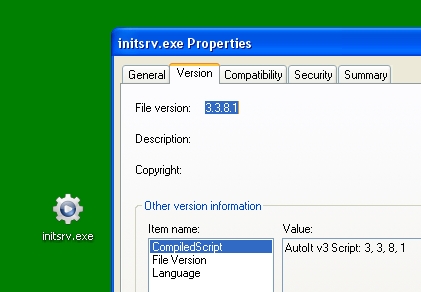 initsrv.exe Properties
General Version Compatibility Security Summary
File version: 3.3.8.1
Description:
Copyright:
Other version information
Item name: Value:
CompiledScript AutoIt v3 Script: 3, 3, 8, 1
File Version
Language
initsrv.exe